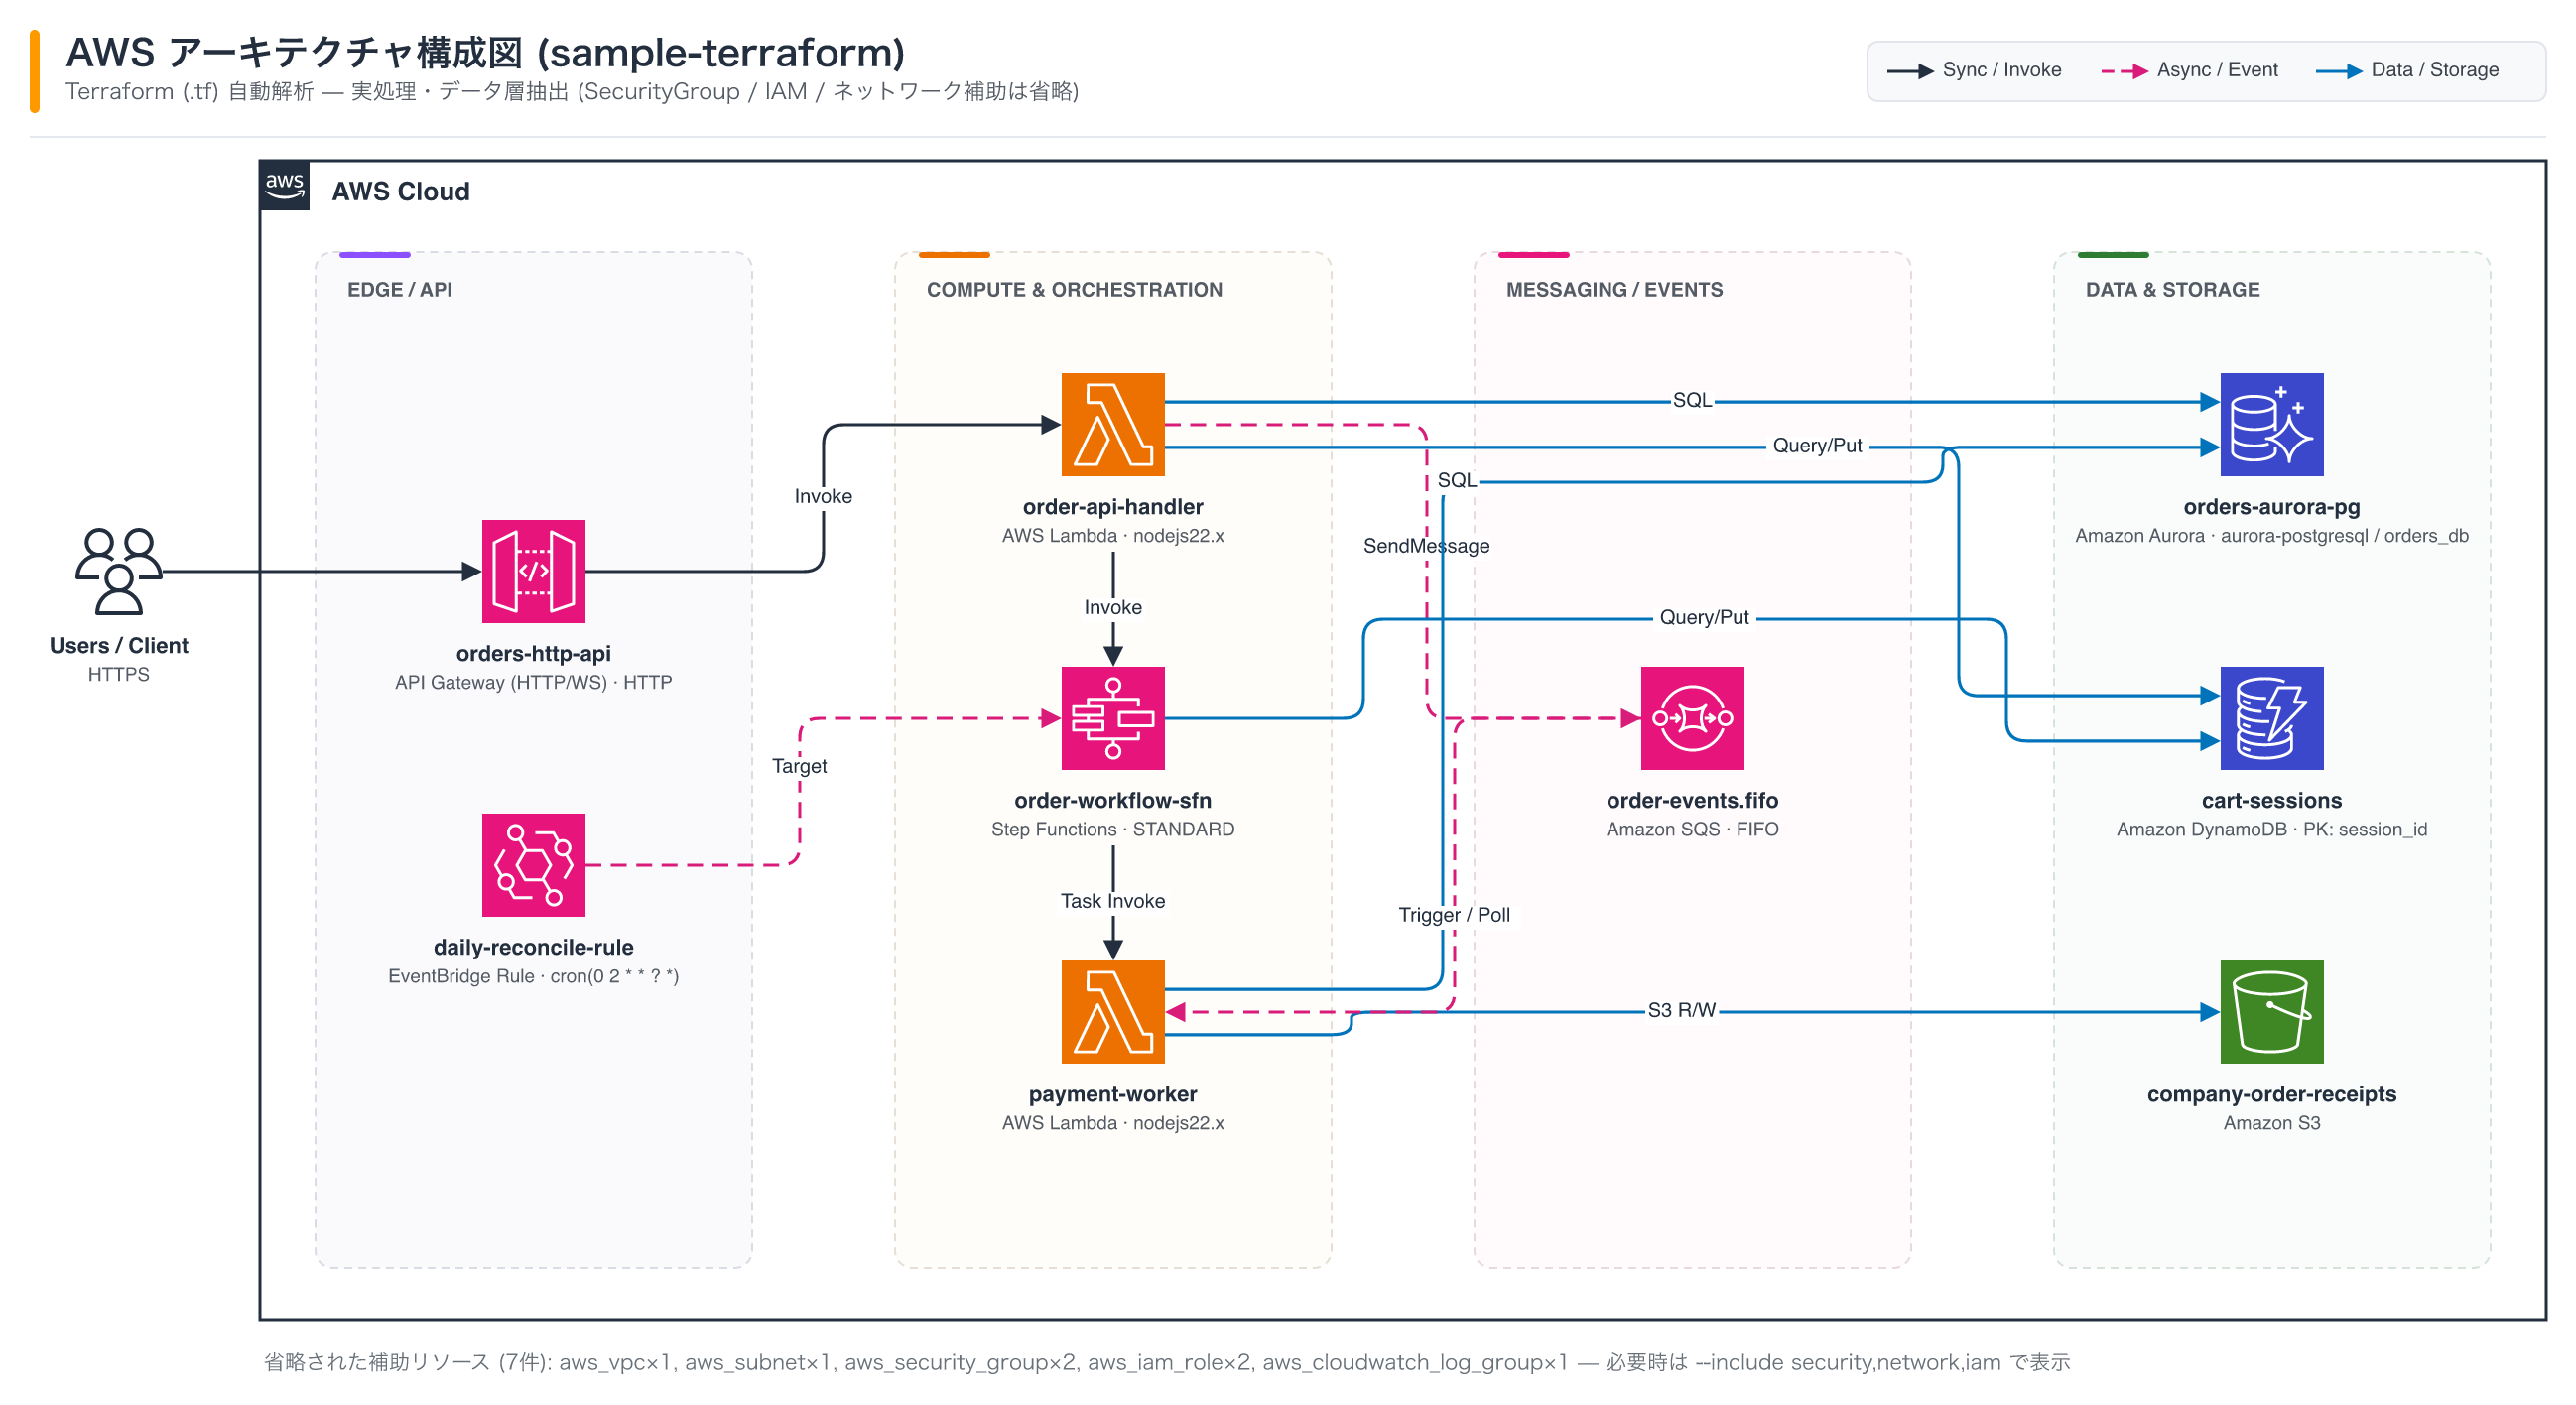 AWS アーキテクチャ構成図 (sample-terraform)
Terraform (.tf) 自動解析 — 実処理・データ層抽出 (SecurityGroup / IAM / ネットワーク補助は省略)
Sync / Invoke
Async / Event
Data / Storage
aws
AWS Cloud
EDGE / API
COMPUTE & ORCHESTRATION
MESSAGING / EVENTS
DATA & STORAGE
SQL
Query/Put
SQL
Invoke
order-api-handler
AWS Lambda · nodejs22.x
orders-aurora-pg
Amazon Aurora · aurora-postgresql / orders_db
SendMessage
Invoke
Query/Put
Users / Client
HTTPS
orders-http-api
API Gateway (HTTP/WS) · HTTP
Target
order-workflow-sfn
Step Functions · STANDARD
order-events.fifo
Amazon SQS · FIFO
cart-sessions
Amazon DynamoDB · PK: session_id
Task Invoke
Trigger / Poll
daily-reconcile-rule
EventBridge Rule · cron(0 2 * * ? *)
S3 R/W
payment-worker
AWS Lambda · nodejs22.x
company-order-receipts
Amazon S3
省略された補助リソース (7件): aws_vpc×1, aws_subnet×1, aws_security_group×2, aws_iam_role×2, aws_cloudwatch_log_group×1 — 必要時は --include security,network,iam で表示